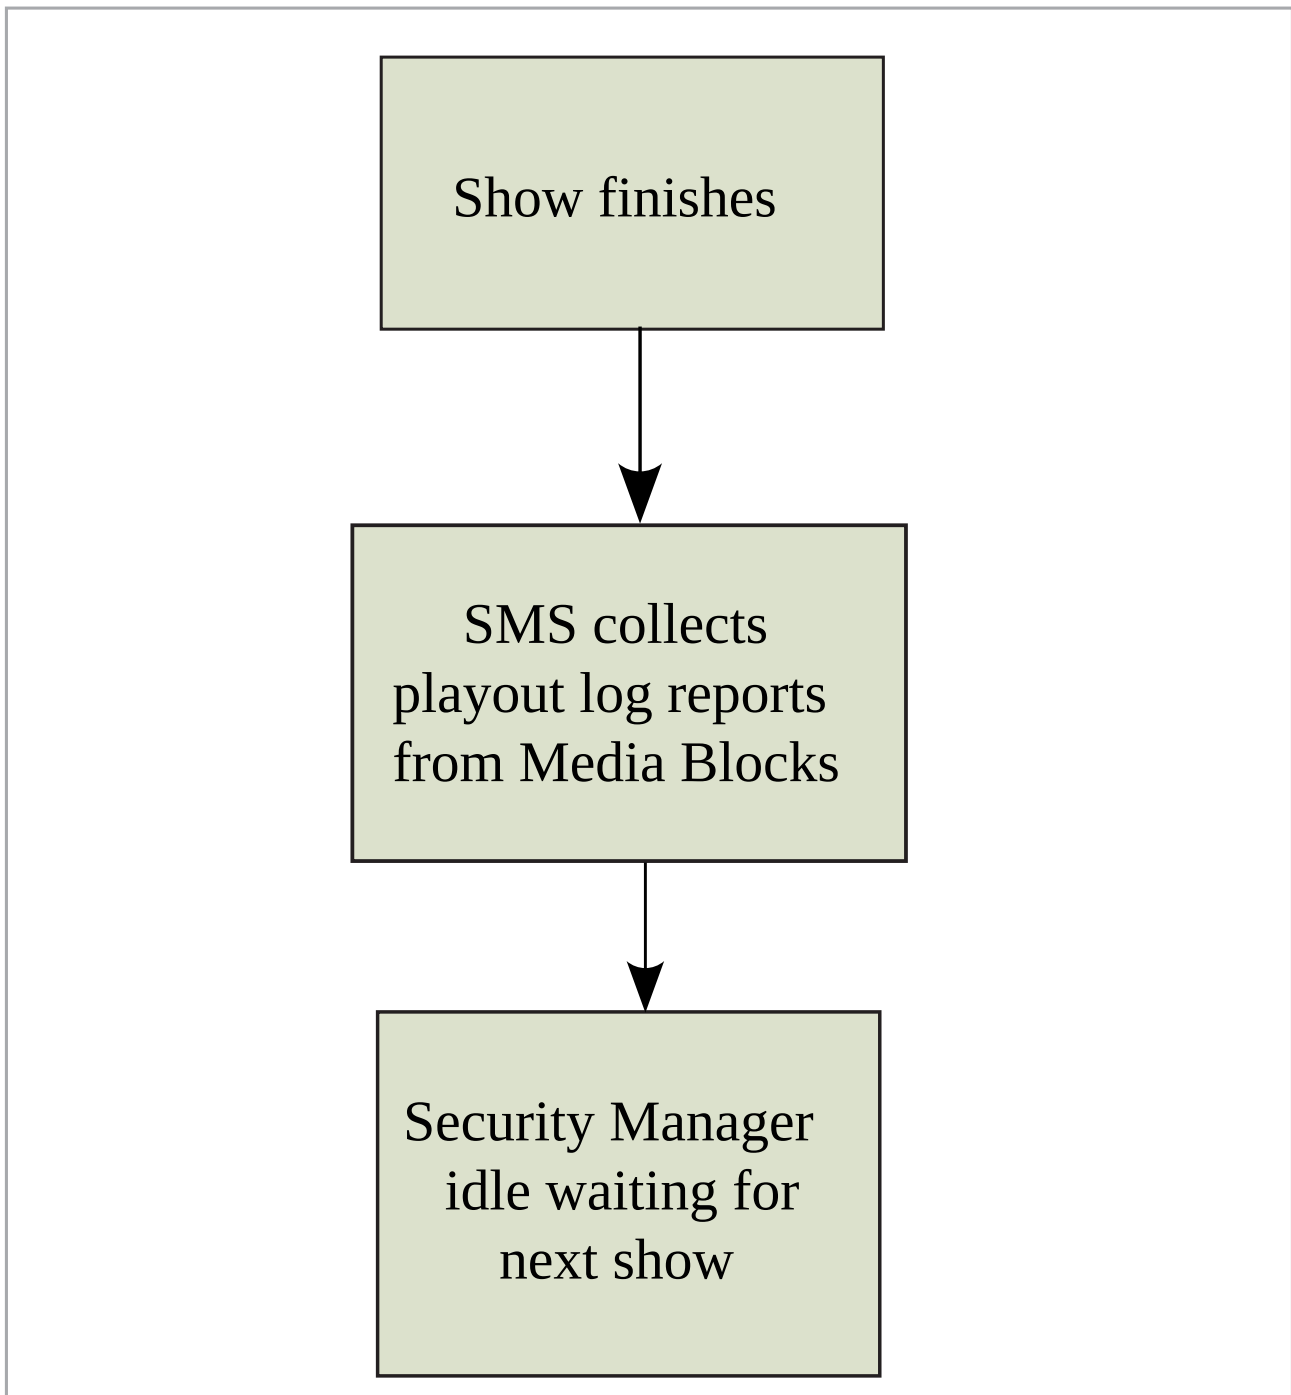 Show finishes
SMS collects
playout log reports
from Media Blocks
Security Manager
idle waiting for
next show